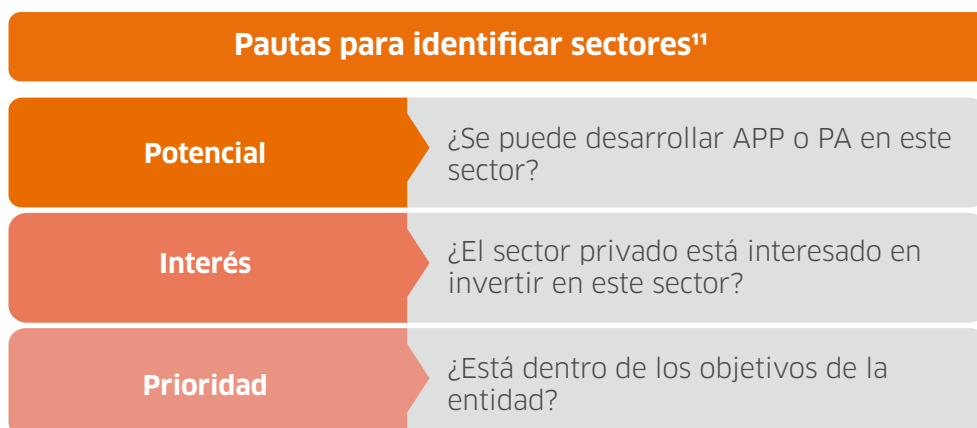 Pautas para identificar sectores¹¹
Potencial
¿Se puede desarrollar APP o PA en este
sector?
Interés
¿El sector privado está interesado en
invertir en este sector?
Prioridad
¿Está dentro de los objetivos de la
entidad?